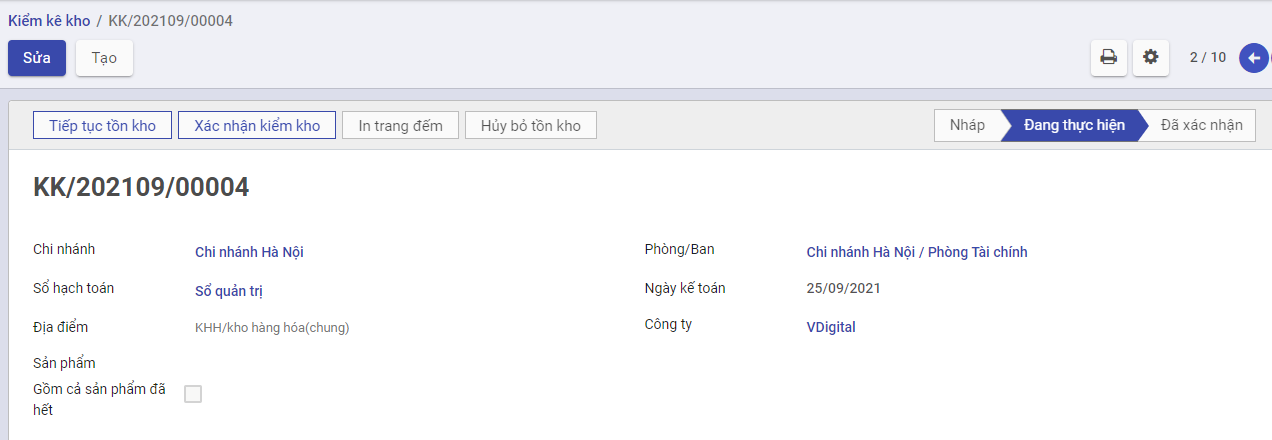 Kiểm kê kho / KK/202109/00004
Sửa Tạo 2 / 10
Tiếp tục tồn kho Xác nhận kiểm kho In trang đếm Hủy bỏ tồn kho Nháp Đang thực hiện Đã xác nhận
KK/202109/00004
Chi nhánh Chi nhánh Hà Nội Phòng/Ban Chi nhánh Hà Nội / Phòng Tài chính
Sổ hạch toán Sổ quản trị Ngày kế toán 25/09/2021
Địa điểm KHH/kho hàng hóa(chung) Công ty VDigital
Sản phẩm
Gồm cả sản phẩm đã
hết